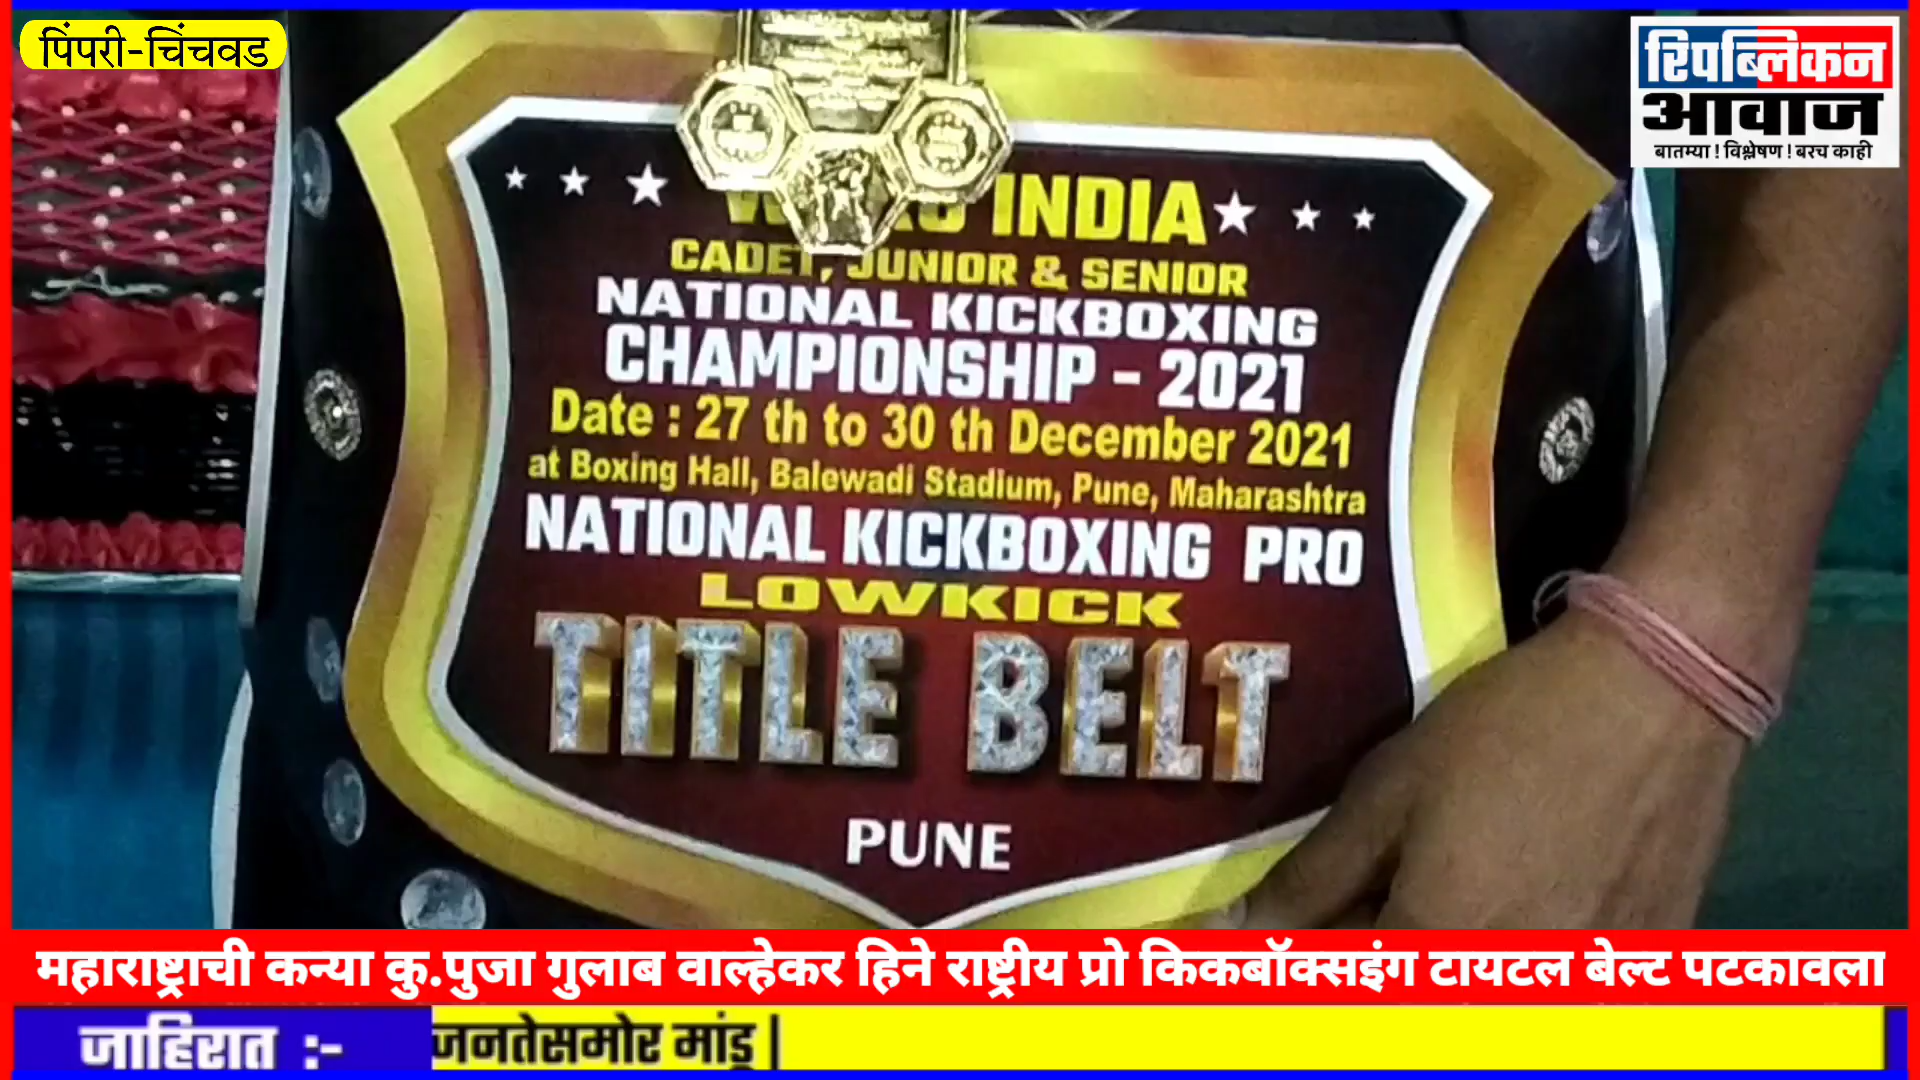 पिंपरी-चिंचवड
रिपब्लिकन
आवाज
बातम्या ! विश्लेषण ! बरच काही
INDIA
CADET, JUNIOR & SENIOR
NATIONAL KICKBOXING
CHAMPIONSHIP - 2021
Date : 27 th to 30 th December 2021
at Boxing Hall, Balewadi Stadium, Pune, Maharashtra
NATIONAL KICKBOXING PRO
LOWKICK
TITLE BELT
PUNE
महाराष्ट्राची कन्या कु.पुजा गुलाब वाल्हेकर हिने राष्ट्रीय प्रो किकबॉक्सइंग टायटल बेल्ट पटकावला
जाहिरात :- जनतेसमोर मांडू |